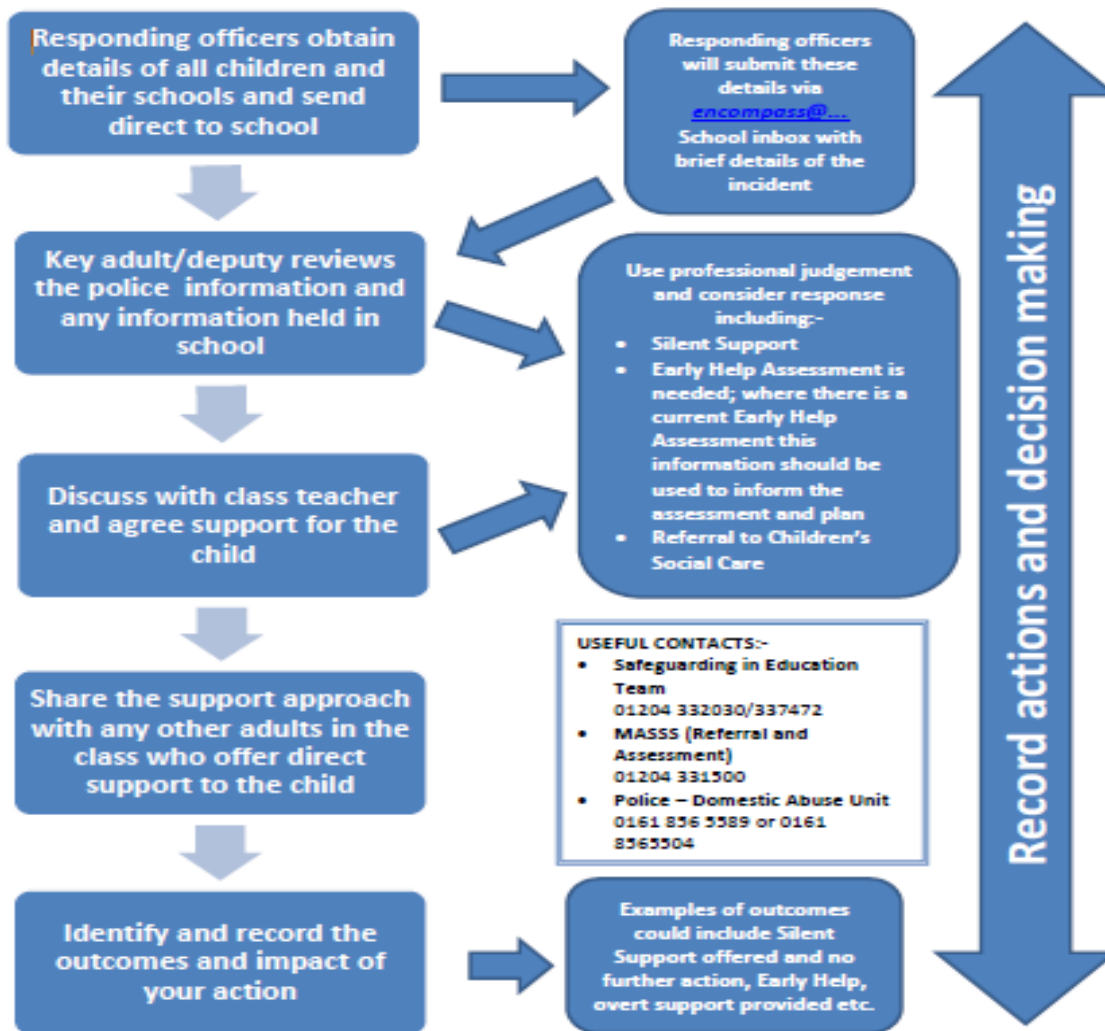 Responding officers obtain
details of all children and
their schools and send
direct to school
Responding officers
will submit these
details via
encompass@...
School inbox with
brief details of the
incident
Key adult/deputy reviews
the police information and
any information held in
school
Use professional judgement
and consider response
including:-
• Silent Support
• Early Help Assessment is
needed; where there is a
current Early Help
Assessment this
information should be
used to inform the
assessment and plan
• Referral to Children's
Social Care
Discuss with class teacher
and agree support for the
child
Share the support approach
with any other adults in the
class who offer direct
support to the child
USEFUL CONTACTS:-
• Safeguarding in Education
Team
01204 332030/337472
• MASSS (Referral and
Assessment)
01204 331500
• Police – Domestic Abuse Unit
0161 856 5589 or 0161
8565504
Identify and record the
outcomes and impact of
your action
Examples of outcomes
could include Silent
Support offered and no
further action, Early Help,
overt support provided etc.
Record actions and decision making